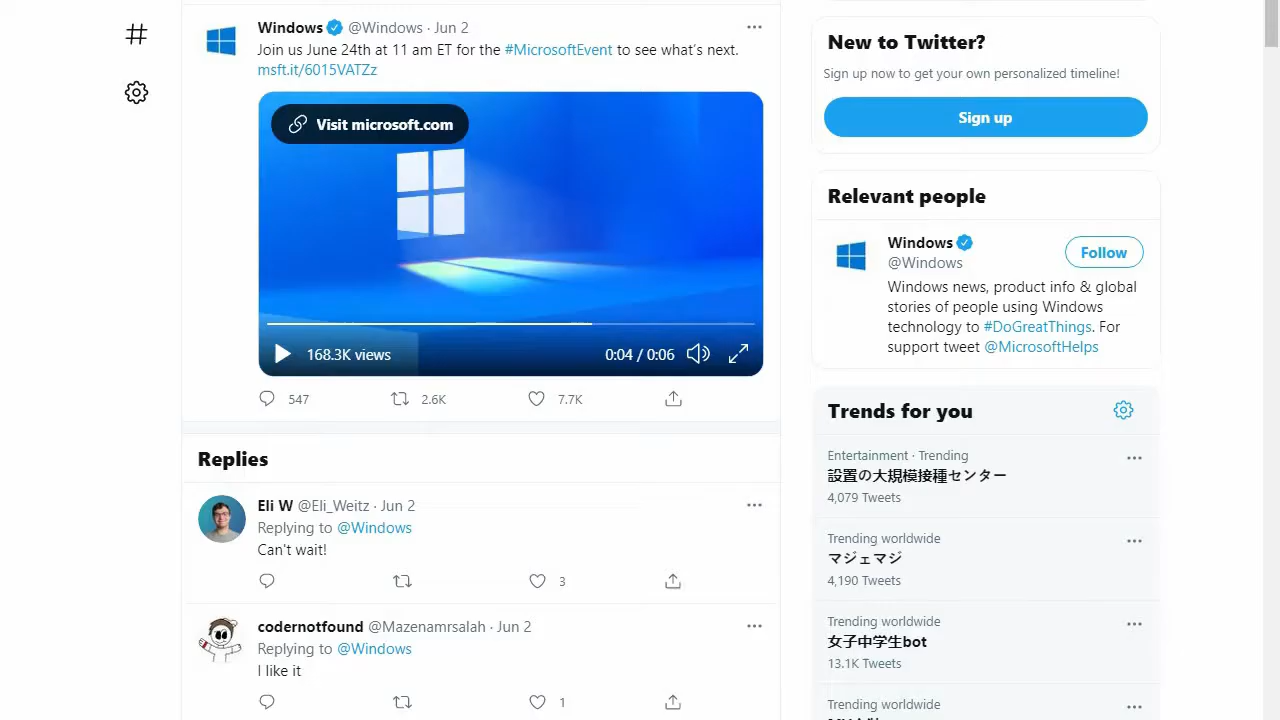 Windows @Windows · Jun 2
Join us June 24th at 11 am ET for the #MicrosoftEvent to see what's next.
msft.it/6015VATZz
Visit microsoft.com
168.3K views
0:04 / 0:06
547
2.6K
7.7K
Replies
Eli W @Eli_Weitz · Jun 2
Replying to @Windows
Can't wait!
3
codernotfound @Mazenamrsalah · Jun 2
Replying to @Windows
I like it
1
New to Twitter?
Sign up now to get your own personalized timeline!
Sign up
Relevant people
Windows
@Windows
Follow
Windows news, product info & global
stories of people using Windows
technology to #DoGreatThings. For
support tweet @MicrosoftHelps
Trends for you
Entertainment · Trending
設置の大規模接種センター
4,079 Tweets
Trending worldwide
マジェマジ
4,190 Tweets
Trending worldwide
女子中学生bot
13.1K Tweets
Trending worldwide